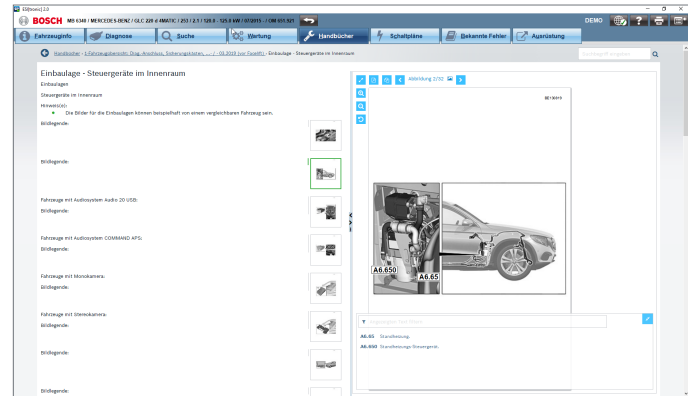 ESI[tronic] 2.0
BOSCH MB 6346 / MERCEDES-BENZ / GLC 220 d 4MATIC / 253 / 2.1 / 120.0 - 125.0 kW / 07/2015 - / OM 651.921
DEMO
Fahrzeuginfo
Diagnose
Suche
Wartung
Handbücher
Schaltpläne
Bekannte Fehler
Ausrüstung
Handbücher
Einbaulage - Steuergeräte im Innenraum
Suchbegriff eingeben
Einbaulage - Steuergeräte im Innenraum
Einbaulagen
Steuergeräte im Innenraum
Hinweis(e):
Die Bilder für die Einbaulagen können beispielhaft von einem vergleichbaren Fahrzeug sein.
Bildlegende:
Bildlegende:
Fahrzeuge mit Audiosystem Audio 20 USB:
Bildlegende:
Fahrzeuge mit Audiosystem COMMAND APS:
Bildlegende:
Fahrzeuge mit Monokamera:
Bildlegende:
Fahrzeuge mit Stereokamera:
Bildlegende:
Bildlegende:
Bildlegende:
Abbildung 2/32
A6.650
A6.65
A6.65 Standheizung.
A6.650 Standheizungs-Steuergerät.